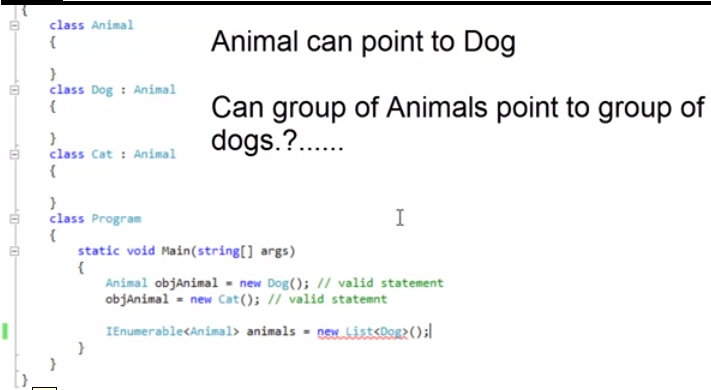 {
class Animal
{
}
class Dog : Animal
{
}
class Cat : Animal
{
}
class Program
{
static void Main(string[] args)
{
Animal objAnimal = new Dog(); // valid statement
objAnimal = new Cat(); // valid statemnt
IEnumerable<Animal> animals = new List<Dog>();
}
}
}
Animal can point to Dog
Can group of Animals point to group of
dogs.?......